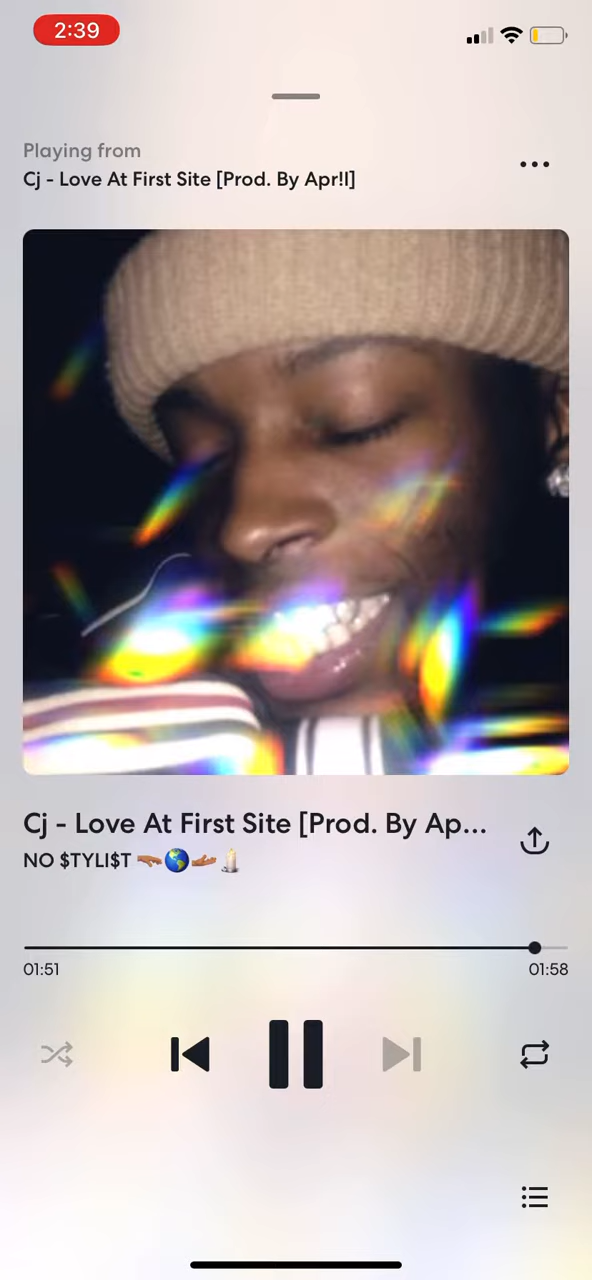 2:39
Playing from
Cj - Love At First Site [Prod. By Apr!l]
Cj - Love At First Site [Prod. By Ap...
NO $TYLI$T 🫱🏾🌎🫴🏾🕯️
01:51
01:58